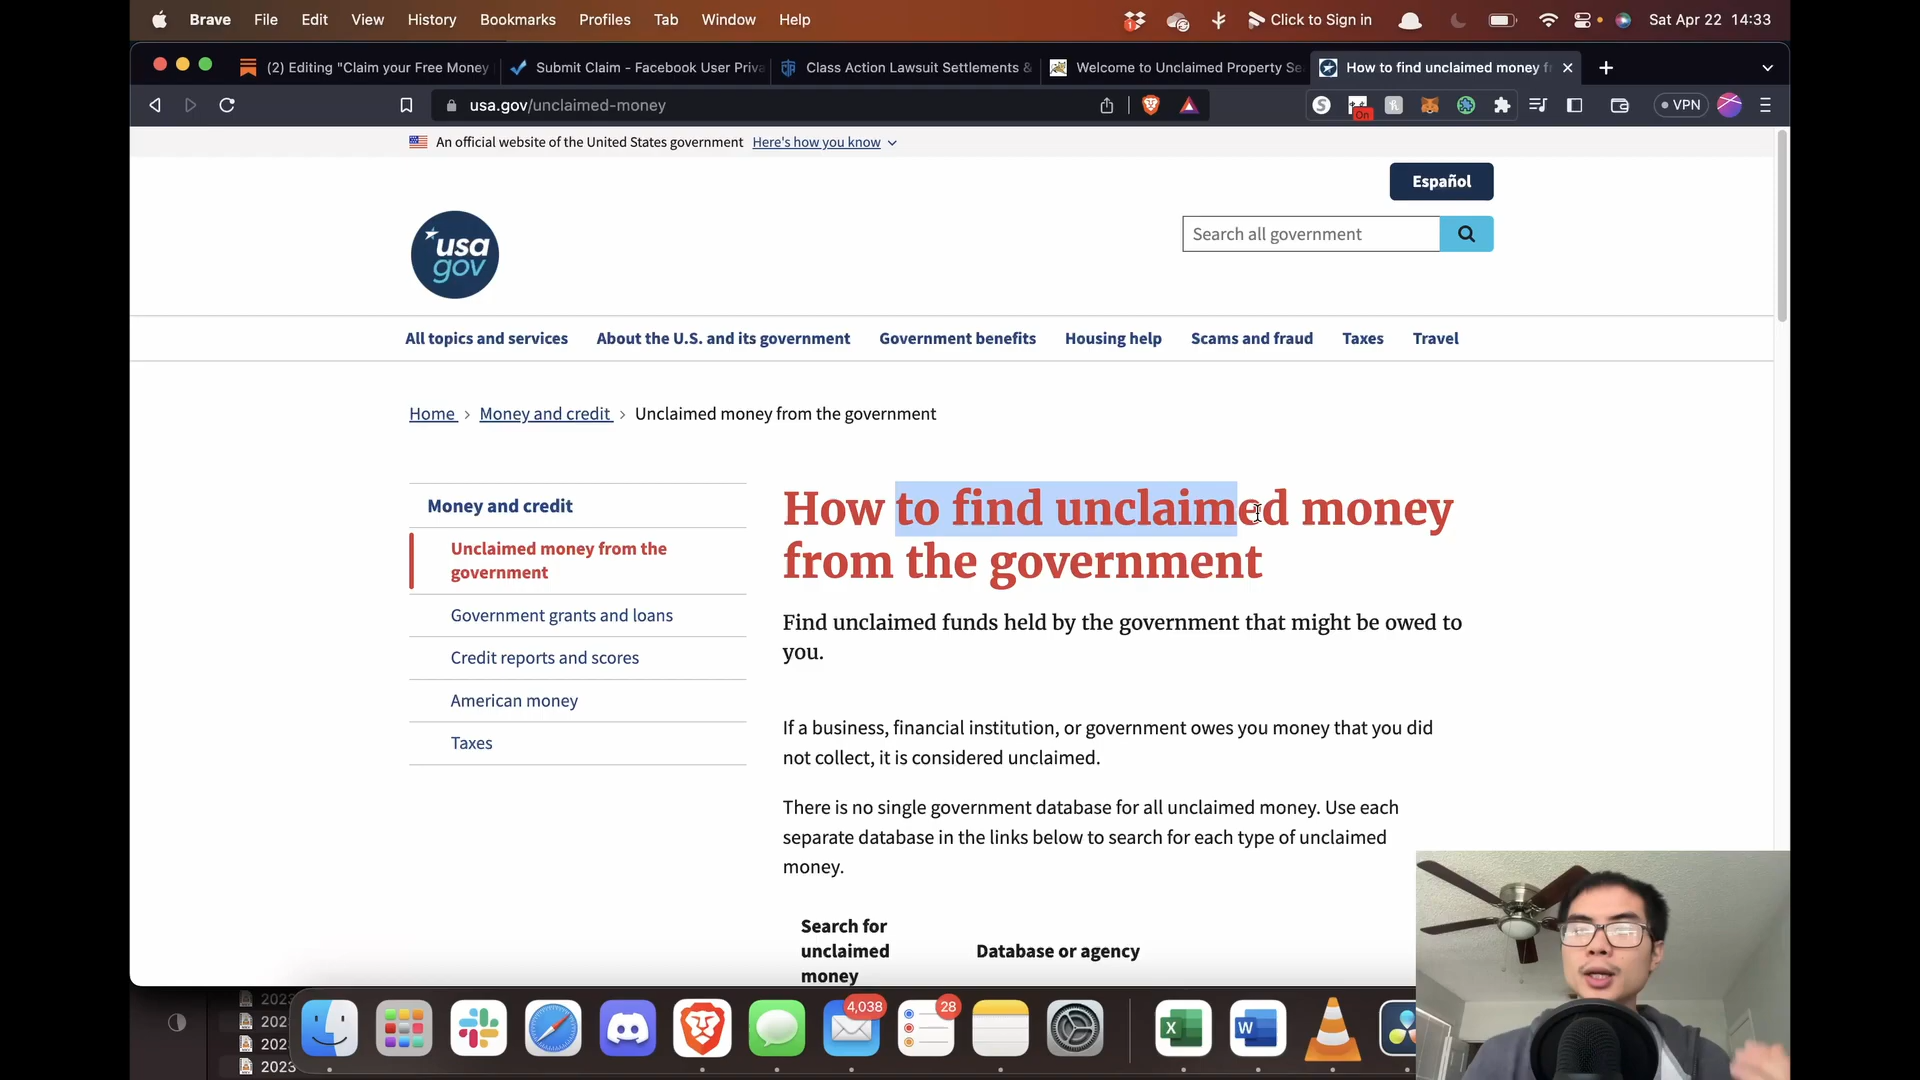 Brave File Edit View History Bookmarks Profiles Tab Window Help
1 Click to Sign in Sat Apr 22 14:33
(2) Editing "Claim your Free Money
Submit Claim - Facebook User Priva
Class Action Lawsuit Settlements &
Welcome to Unclaimed Property Se
How to find unclaimed money f
usa.gov/unclaimed-money
On
VPN
An official website of the United States government Here's how you know
Español
usa
gov
Search all government
All topics and services About the U.S. and its government Government benefits Housing help Scams and fraud Taxes Travel
Home > Money and credit > Unclaimed money from the government
Money and credit
Unclaimed money from the
government
Government grants and loans
Credit reports and scores
American money
Taxes
How to find unclaimed money
from the government
Find unclaimed funds held by the government that might be owed to
you.
If a business, financial institution, or government owes you money that you did
not collect, it is considered unclaimed.
There is no single government database for all unclaimed money. Use each
separate database in the links below to search for each type of unclaimed
money.
Search for
unclaimed
money
Database or agency
2023
202
202
2023
4,038
28
X
W